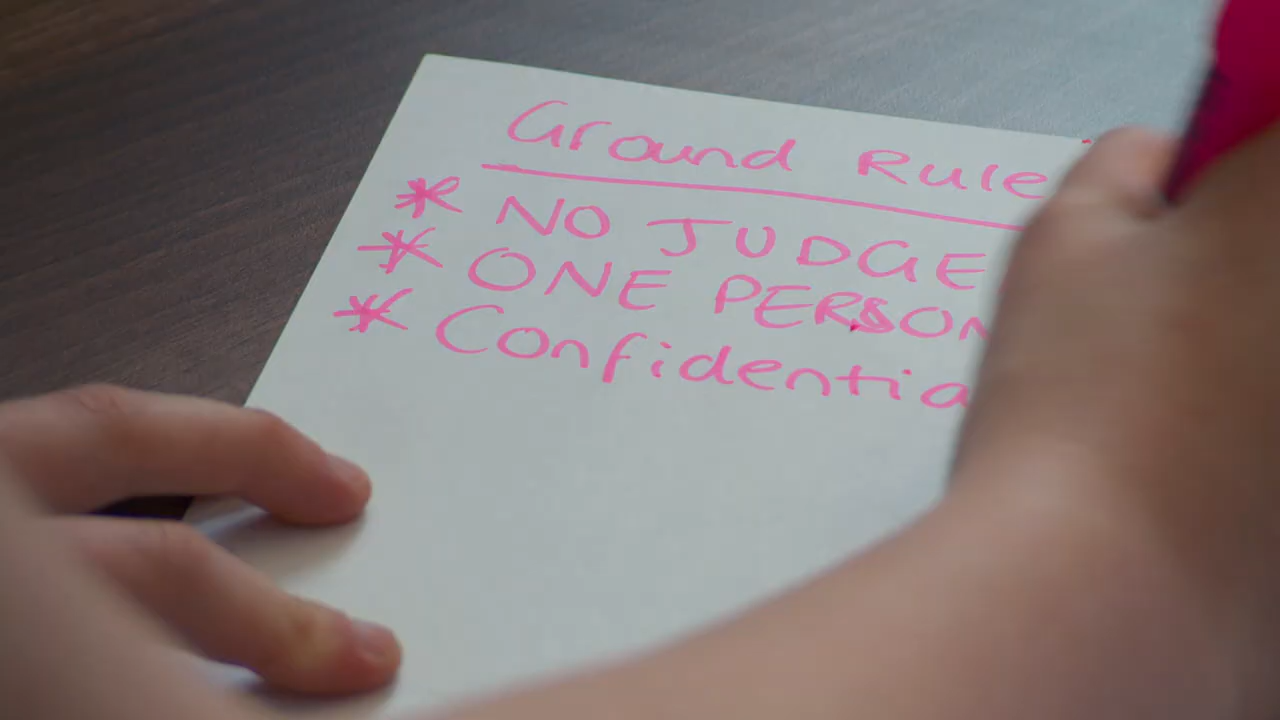 Ground Rule
* NO JUDGE
* ONE PERSON
* Confidentia